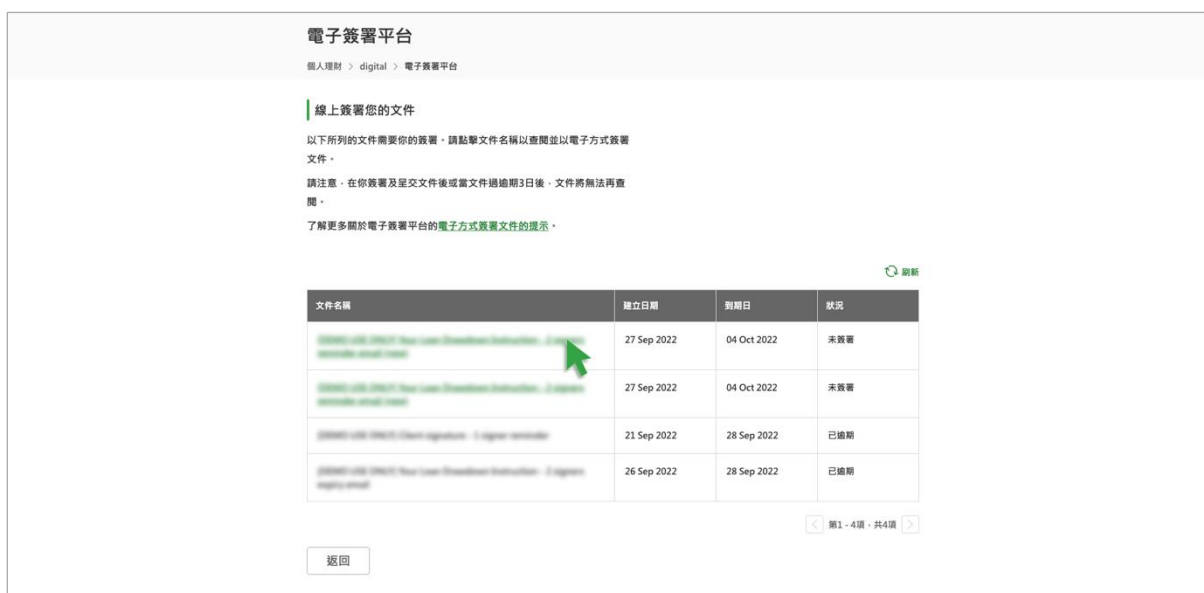 電子簽署平台
個人理財 > digital > 電子簽署平台
線上簽署您的文件
以下所列的文件需要你的簽署。請點擊文件名稱以查閱並以電子方式簽署
文件。
請注意，在你簽署及呈交文件後或當文件過逾期3日後，文件將無法再查
閱。
了解更多關於電子簽署平台的電子方式簽署文件的提示。
刷新
文件名稱 建立日期 到期日 狀況
27 Sep 2022 04 Oct 2022 未簽署
27 Sep 2022 04 Oct 2022 未簽署
21 Sep 2022 28 Sep 2022 已逾期
26 Sep 2022 28 Sep 2022 已逾期
第1 - 4項，共4項
返回